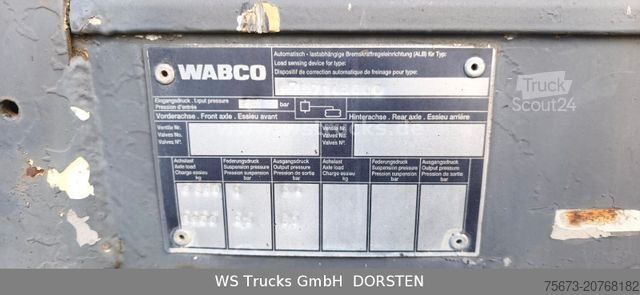 WABCO
Automatisch - lastabhängige Bremskraftregeleinrichtung (ALB) für Typ:
Load sensing device for type:
Dispositif de correction automatique de freinage pour type:
Eingangsdruck . Input pressure
Pression d'entrée
bar
Vorderachse . Front axle . Essieu avant
Hinterachse . Rear axle . Essieu arrière
Ventile Nr.
Valves No.
Valves Nº.
Ventile Nr.
Valves No.
Valves Nº.
Achslast
Axle load
Charge essieu
kg
Federungsdruck
Suspension pressure
Pression suspension
bar
Ausgangsdruck
Output pressure
Pression de sortie
bar
Achslast
Axle load
Charge essieu
kg
Federungsdruck
Suspension pressure
Pression suspension
bar
Ausgangsdruck
Output pressure
Pression de sortie
bar
Truck
Scout24
WS Trucks GmbH DORSTEN
75673-20768182